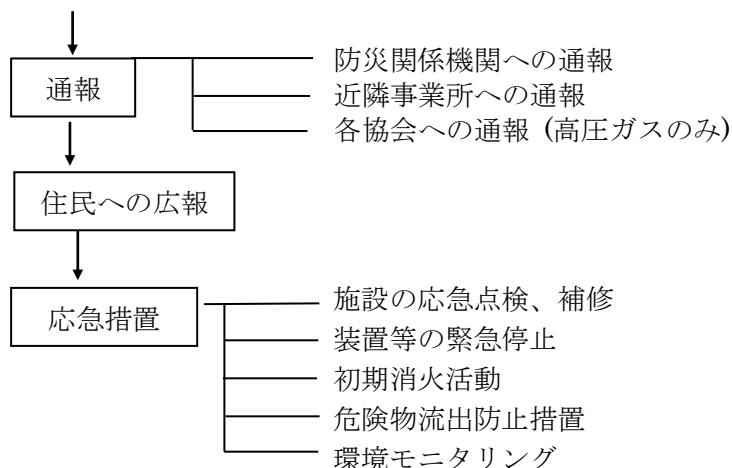 通報
防災関係機関への通報
近隣事業所への通報
各協会への通報 (高圧ガスのみ)
住民への広報
応急措置
施設の応急点検、補修
装置等の緊急停止
初期消火活動
危険物流出防止措置
環境モニタリング